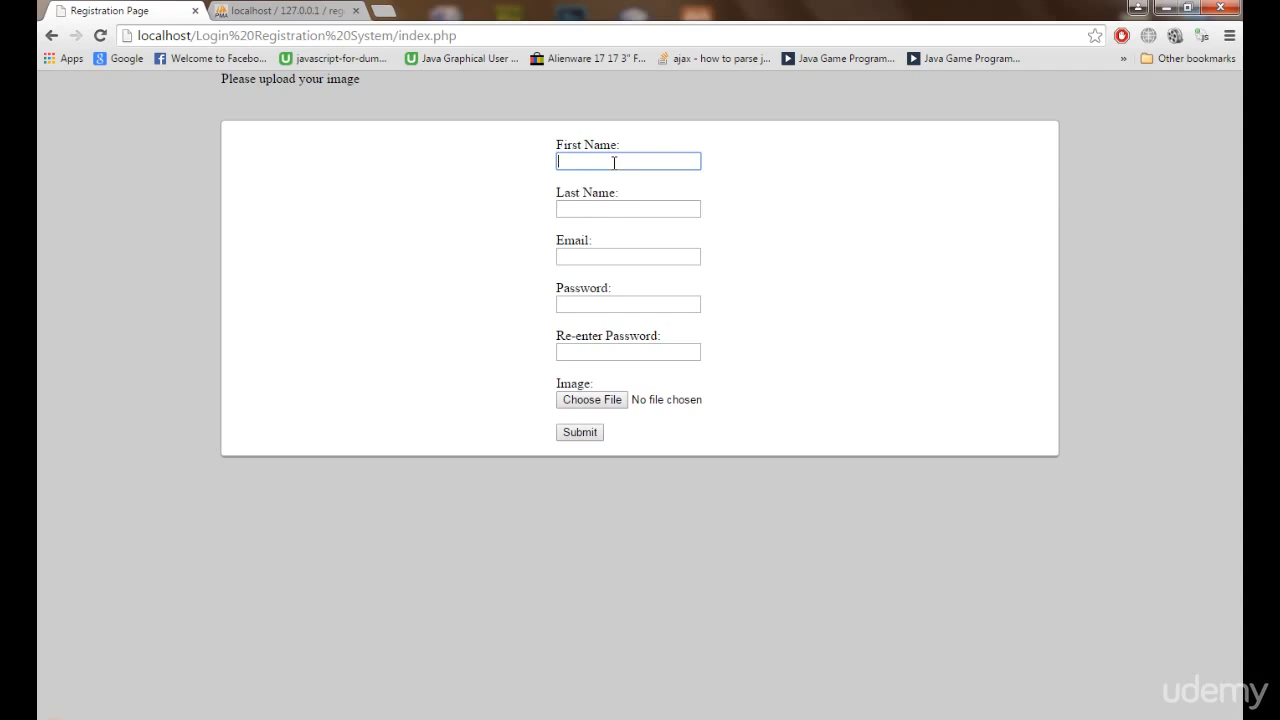 Registration Page
localhost / 127.0.0.1 / reg
localhost/Login%20Registration%20System/index.php
Apps
Google
Welcome to Facebo...
javascript-for-dum...
Java Graphical User ...
Alienware 17 17 3" F...
ajax - how to parse j...
Java Game Program...
Java Game Program...
»
Other bookmarks
Please upload your image
First Name:
Last Name:
Email:
Password:
Re-enter Password:
Image:
Choose File No file chosen
Submit
udemy